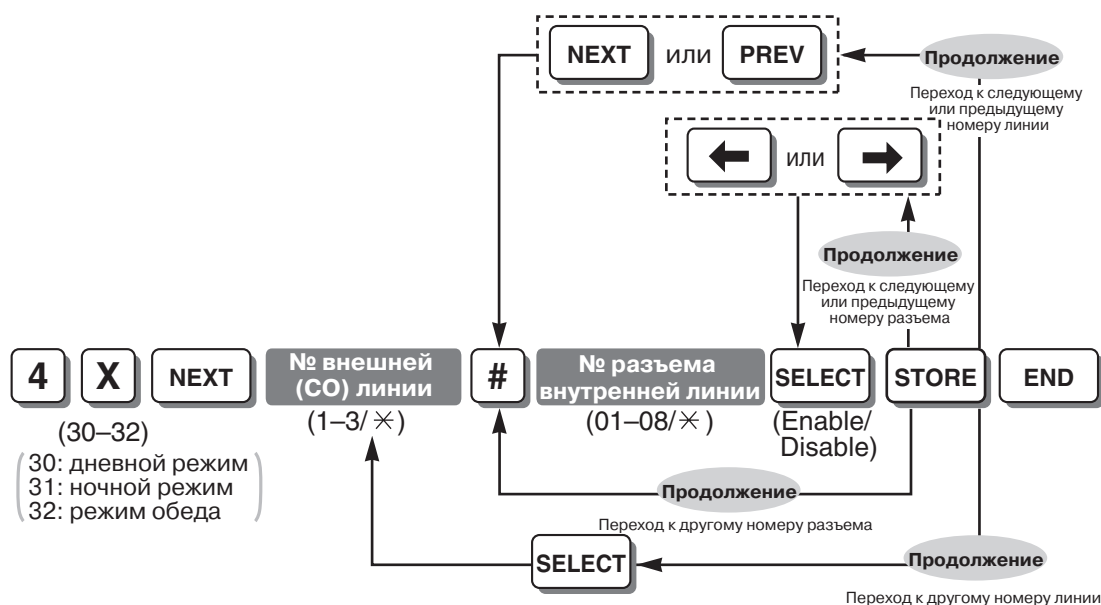 NEXT или PREV
Продолжение
Переход к следующему
или предыдущему
номеру линии
← или →
Продолжение
Переход к следующему
или предыдущему
номеру разъема
4 X NEXT № внешней (CO) линии # № разъема внутренней линии SELECT STORE END
(30–32)
(1–3/✳)
(01–08/✳)
(Enable/
Disable)
30: дневной режим
31: ночной режим
32: режим обеда
Продолжение
Переход к другому номеру разъема
SELECT
Продолжение
Переход к другому номеру линии